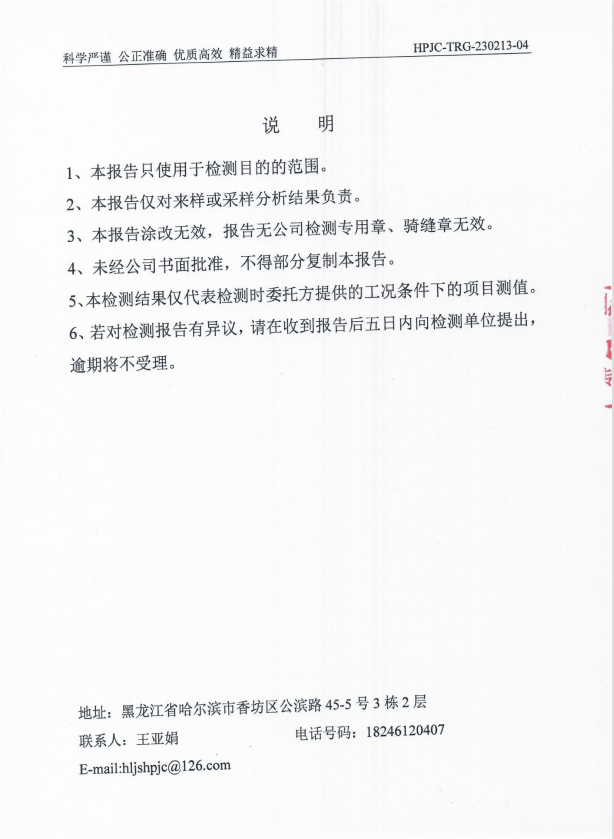 科学严谨 公正准确 优质高效 精益求精
HPJC-TRG-230213-04
说 明
1、本报告只使用于检测目的的范围。
2、本报告仅对来样或采样分析结果负责。
3、本报告涂改无效，报告无公司检测专用章、骑缝章无效。
4、未经公司书面批准，不得部分复制本报告。
5、本检测结果仅代表检测时委托方提供的工况条件下的项目测值。
6、若对检测报告有异议，请在收到报告后五日内向检测单位提出，
逾期将不受理。
地址：黑龙江省哈尔滨市香坊区公滨路 45-5 号 3 栋 2 层
联系人：王亚娟 电话号码：18246120407
E-mail:hljshpjc@126.com